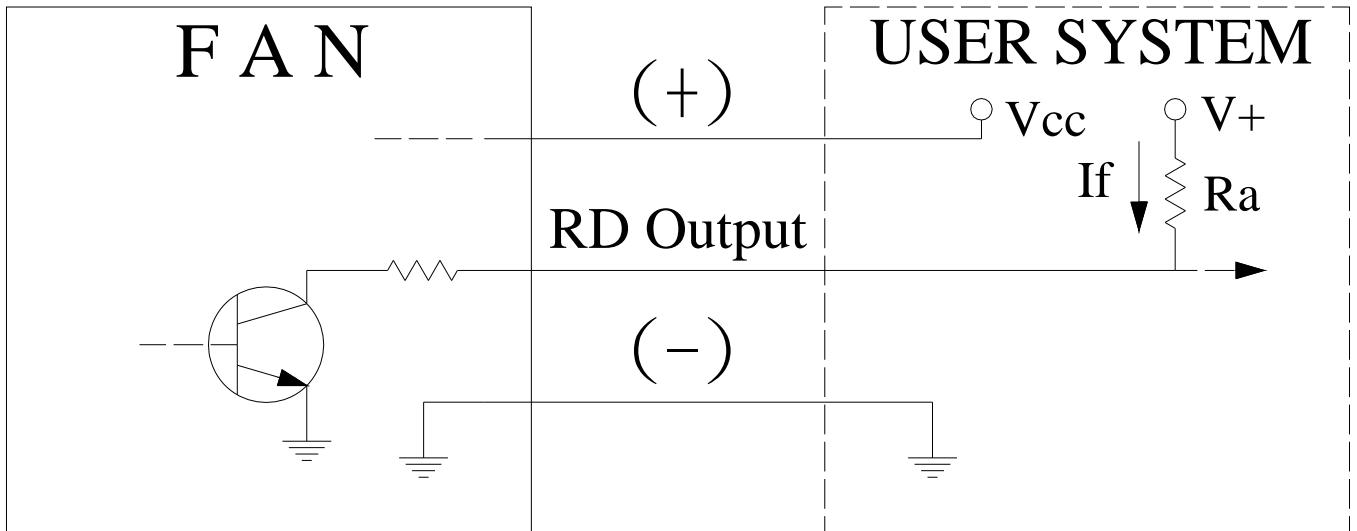 F A N
USER SYSTEM
(+)
Vcc
V+
If
Ra
RD Output
(−)